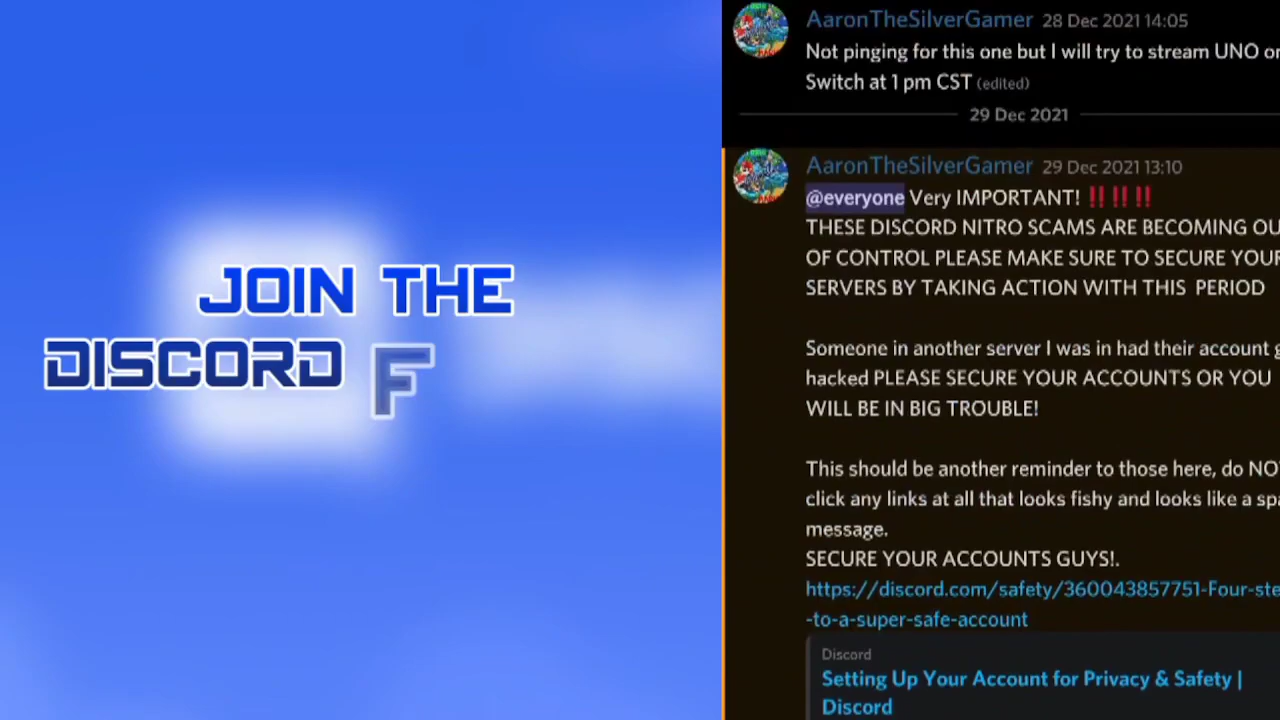 JOIN THE
DISCORD F
AaronTheSilverGamer 28 Dec 2021 14:05
Not pinging for this one but I will try to stream UNO on
Switch at 1 pm CST (edited)
29 Dec 2021
AaronTheSilverGamer 29 Dec 2021 13:10
@everyone Very IMPORTANT! ‼️‼️‼️
THESE DISCORD NITRO SCAMS ARE BECOMING OU
OF CONTROL PLEASE MAKE SURE TO SECURE YOUR
SERVERS BY TAKING ACTION WITH THIS PERIOD
Someone in another server I was in had their account g
hacked PLEASE SECURE YOUR ACCOUNTS OR YOU
WILL BE IN BIG TROUBLE!
This should be another reminder to those here, do NO
click any links at all that looks fishy and looks like a spa
message.
SECURE YOUR ACCOUNTS GUYS!.
https://discord.com/safety/360043857751-Four-ste
-to-a-super-safe-account
Discord
Setting Up Your Account for Privacy & Safety |
Discord